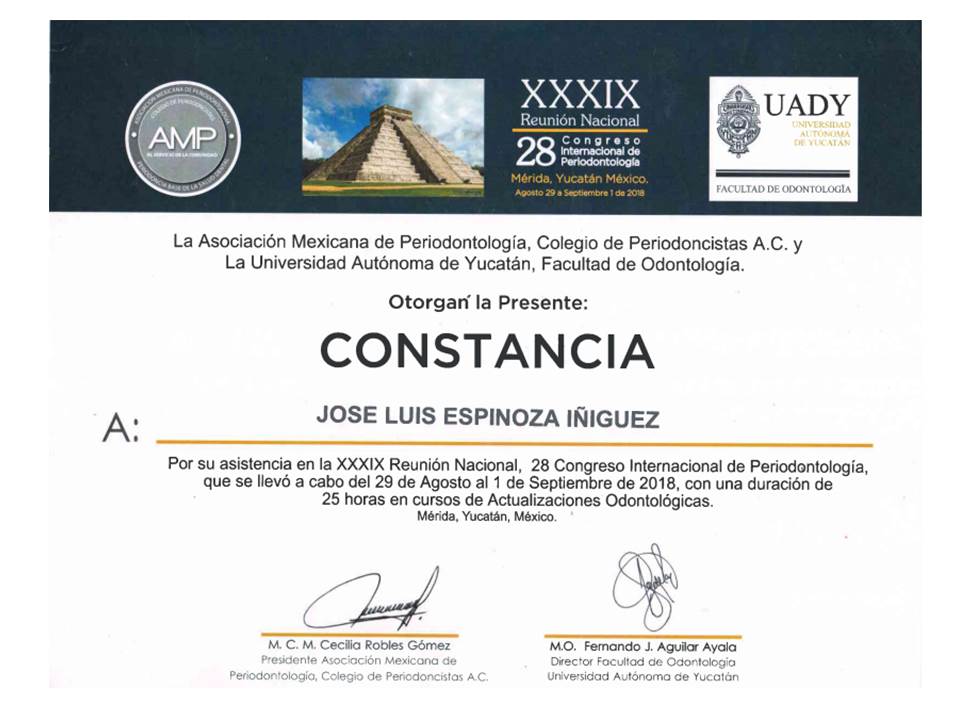 ASOCIACIÓN MEXICANA DE PERIODONTOLOGÍA
COLEGIO DE PERIODONCISTAS
AMP
AL SERVICIO DE LA COMUNIDAD
PERIODONCIA BASE DE LA SALUD DENTAL
XXXIX
Reunión Nacional
28 Congreso
Internacional de
Periodontología
Mérida, Yucatán México.
Agosto 29 a Septiembre 1 de 2018
UADY
UNIVERSIDAD
AUTÓNOMA
DE YUCATÁN
FACULTAD DE ODONTOLOGÍA
La Asociación Mexicana de Periodontología, Colegio de Periodoncistas A.C. y
La Universidad Autónoma de Yucatán, Facultad de Odontología.
Otorgan la Presente:
CONSTANCIA
A: JOSE LUIS ESPINOZA IÑIGUEZ
Por su asistencia en la XXXIX Reunión Nacional, 28 Congreso Internacional de Periodontología,
que se llevó a cabo del 29 de Agosto al 1 de Septiembre de 2018, con una duración de
25 horas en cursos de Actualizaciones Odontológicas.
Mérida, Yucatán, México.
M. C. M. Cecilia Robles Gómez
Presidente Asociación Mexicana de
Periodontología, Colegio de Periodoncistas A.C.
M.O. Fernando J. Aguilar Ayala
Director Facultad de Odontología
Universidad Autónoma de Yucatán